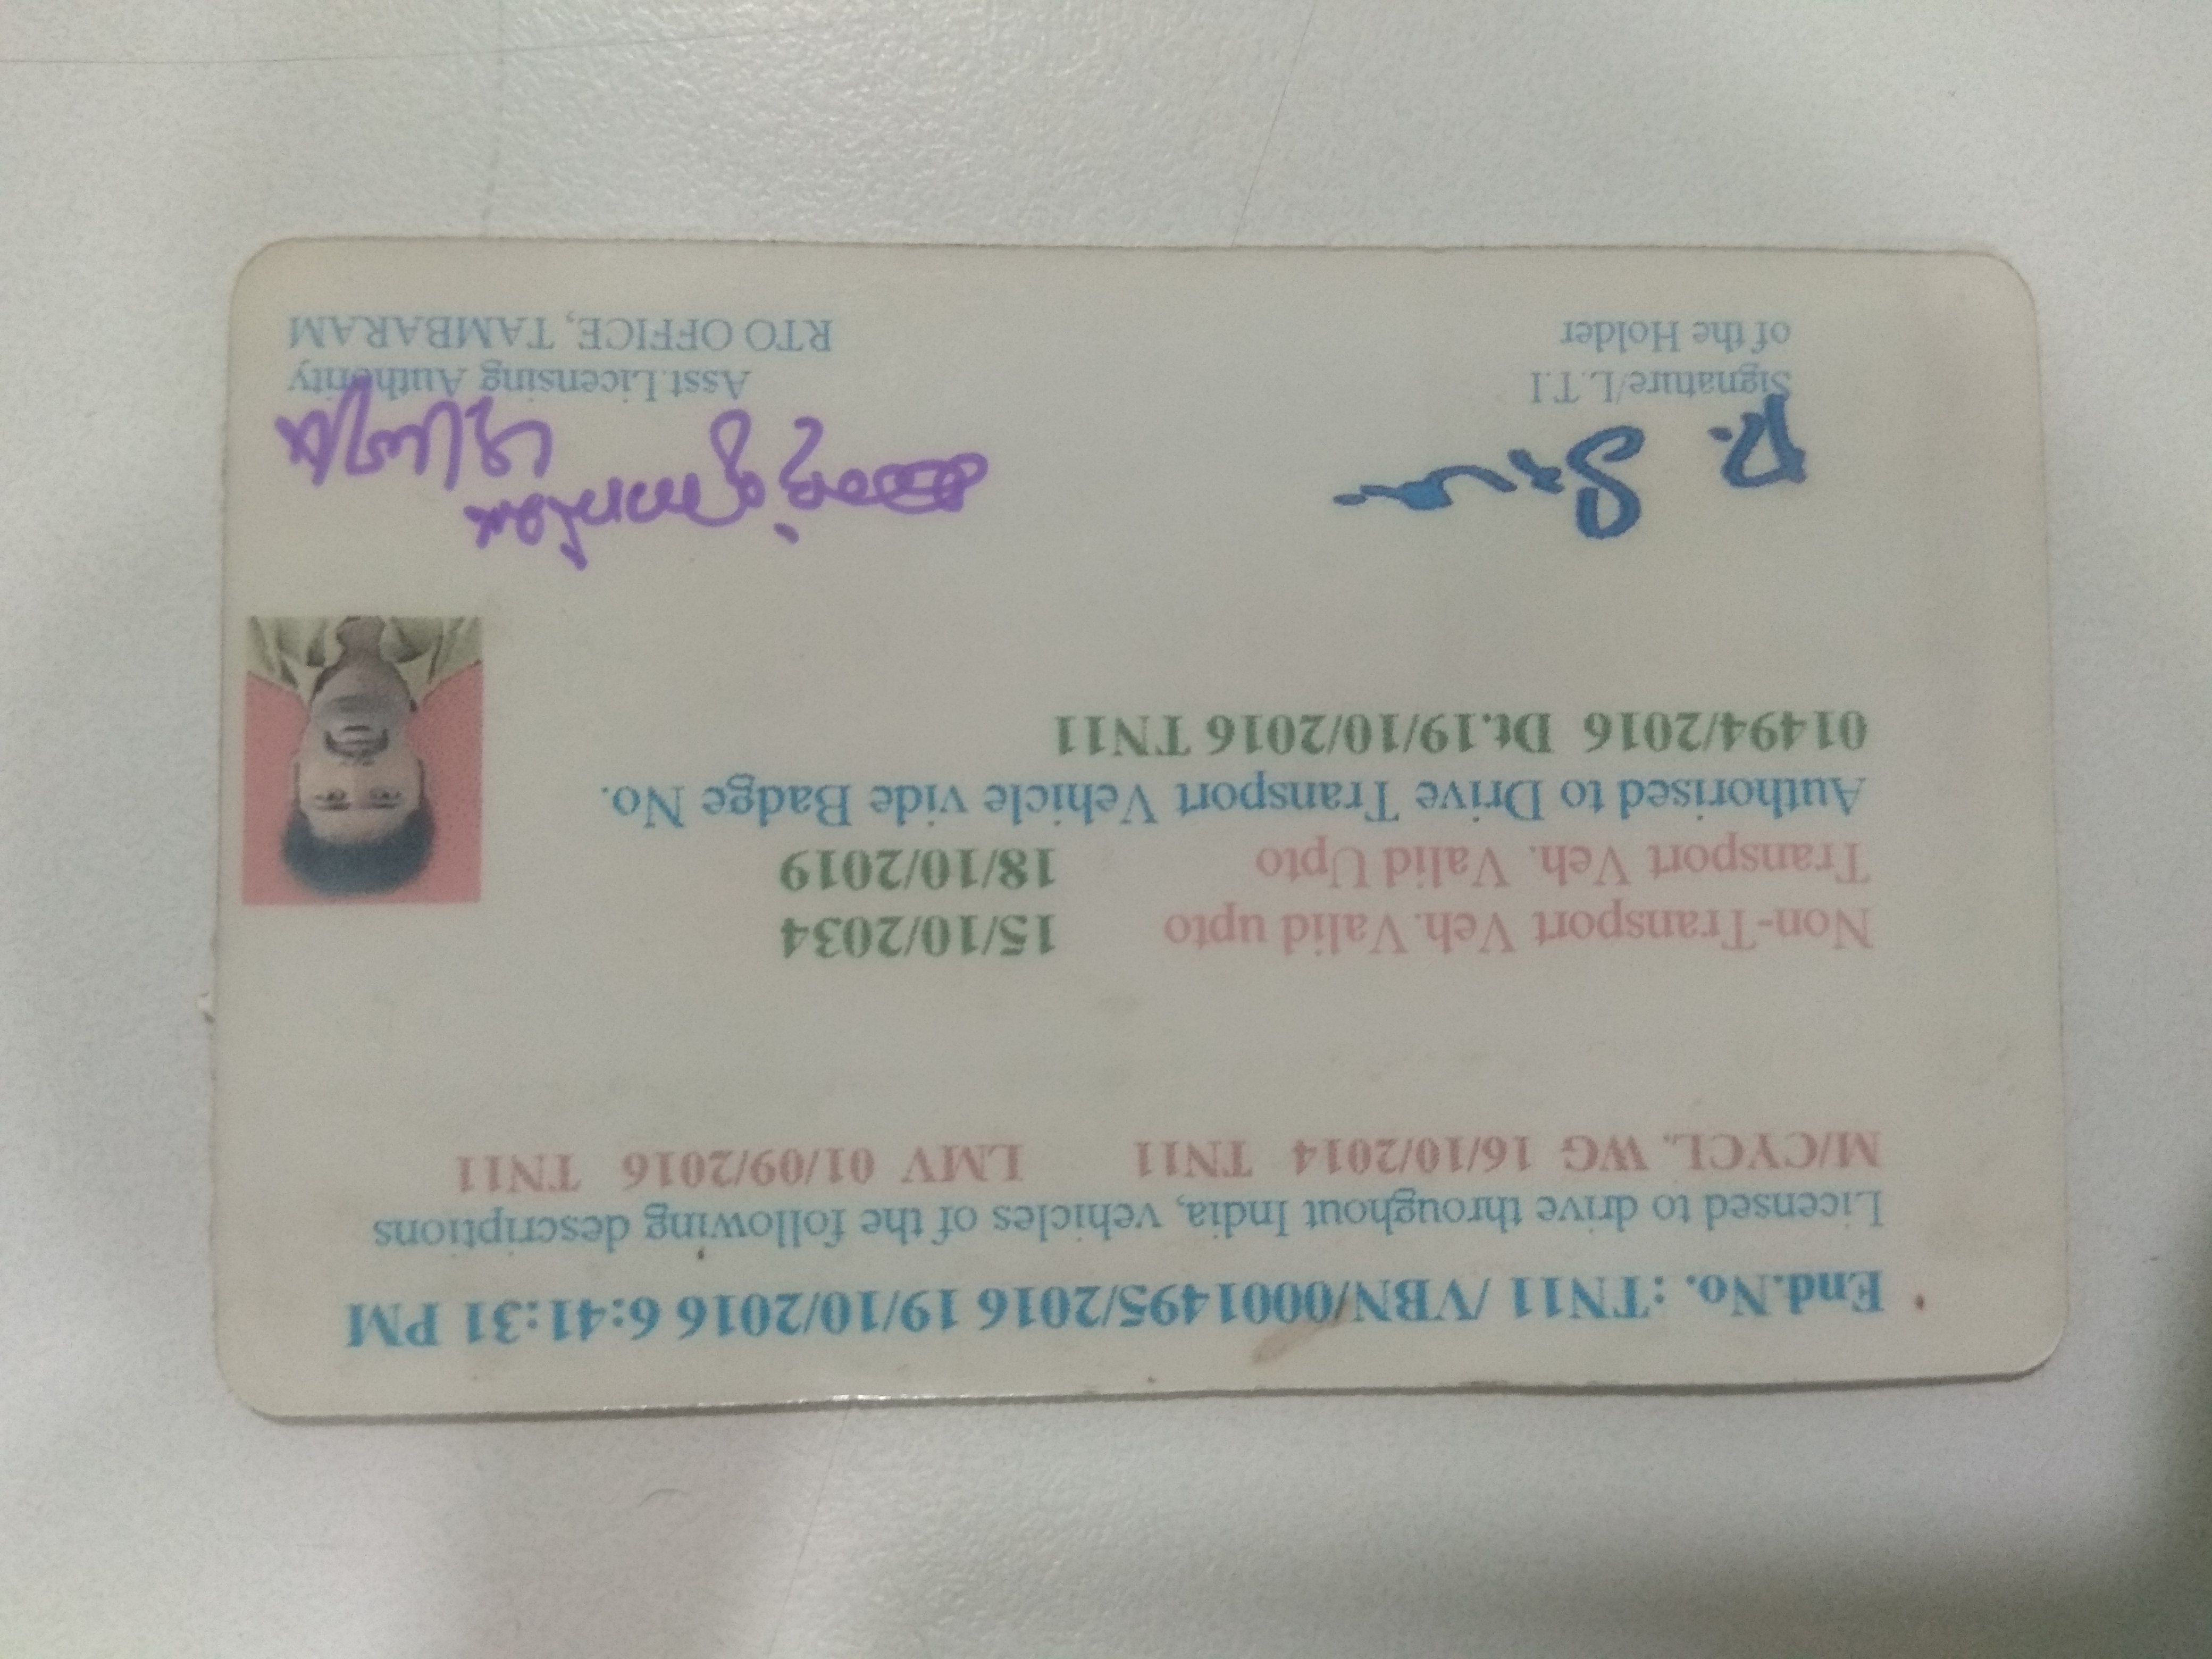 End.No. :TN11 /VBN/0001495/2016 19/10/2016 6:41:31 PM
Licensed to drive throughout India, vehicles of the following descriptions
M/CYCL. WG 16/10/2014 TN11 LMV 01/09/2016 TN11
Non-Transport Veh.Valid upto 15/10/2034
Transport Veh. Valid Upto 18/10/2019
Authorised to Drive Transport Vehicle vide Badge No.
01494/2016 Dt.19/10/2016 TN11
Signature/L.T.I Asst.Licensing Authority
of the Holder RTO OFFICE, TAMBARAM